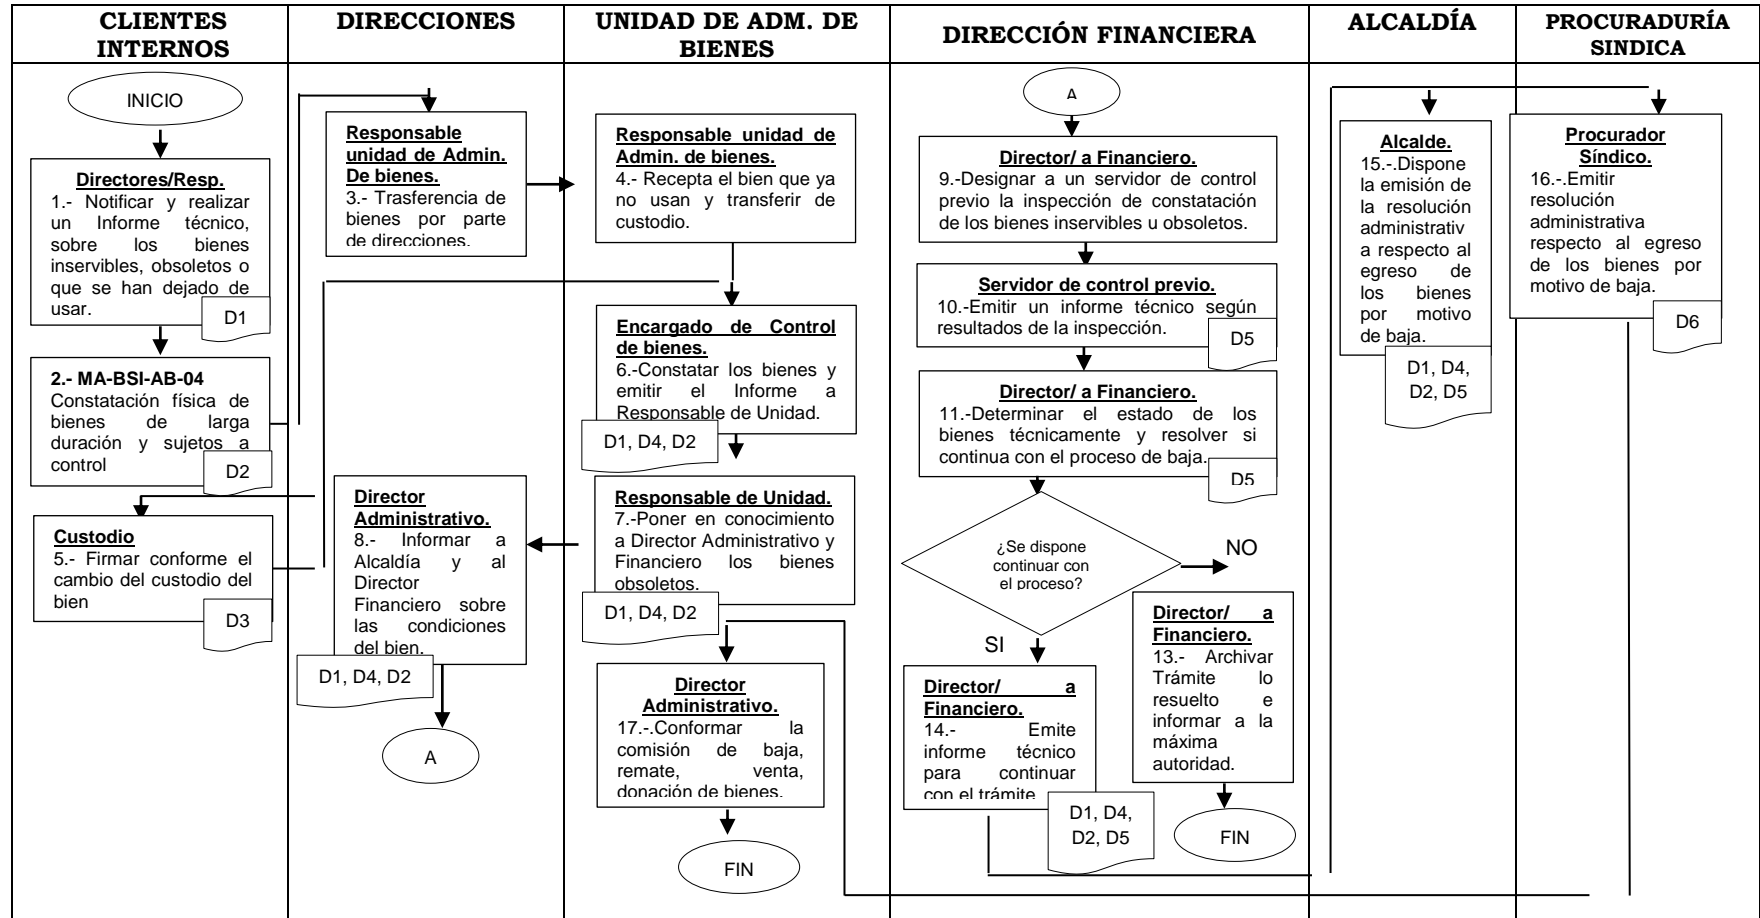 CLIENTES
INTERNOS
DIRECCIONES
UNIDAD DE ADM. DE
BIENES
DIRECCIÓN FINANCIERA
ALCALDÍA
PROCURADURÍA
SINDICA
INICIO
Directores/Resp.
1.- Notificar y realizar
un Informe técnico,
sobre los bienes
inservibles, obsoletos o
que se han dejado de
usar.
D1
2.- MA-BSI-AB-04
Constatación física de
bienes de larga
duración y sujetos a
control
D2
Custodio
5.- Firmar conforme el
cambio del custodio del
bien
D3
Responsable
unidad de Admin.
De bienes.
3.- Trasferencia de
bienes por parte
de direcciones.
Director
Administrativo.
8.- Informar a
Alcaldía y al
Director
Financiero sobre
las condiciones
del bien.
D1, D4, D2
A
Responsable unidad de
Admin. de bienes.
4.- Recepta el bien que ya
no usan y transferir de
custodio.
Encargado de Control
de bienes.
6.-Constatar los bienes y
emitir el Informe a
Responsable de Unidad.
D1, D4, D2
Responsable de Unidad.
7.-Poner en conocimiento
a Director Administrativo y
Financiero los bienes
obsoletos.
D1, D4, D2
Director
Administrativo.
17.-.Conformar la
comisión de baja,
remate, venta,
donación de bienes.
FIN
A
Director/ a Financiero.
9.-Designar a un servidor de control
previo la inspección de constatación
de los bienes inservibles u obsoletos.
Servidor de control previo.
10.-Emitir un informe técnico según
resultados de la inspección.
D5
Director/ a Financiero.
11.-Determinar el estado de los
bienes técnicamente y resolver si
continua con el proceso de baja.
D5
¿Se dispone
continuar con
el proceso?
NO
SI
Director/ a
Financiero.
13.- Archivar
Trámite lo
resuelto e
informar a la
máxima
autoridad.
FIN
Director/ a
Financiero.
14.- Emite
informe técnico
para continuar
con el trámite
D1, D4,
D2, D5
Alcalde.
15.-.Dispone
la emisión de
la resolución
administrativ
a respecto al
egreso de
los bienes
por motivo
de baja.
D1, D4,
D2, D5
Procurador
Síndico.
16.-.Emitir
resolución
administrativa
respecto al egreso
de los bienes por
motivo de baja.
D6